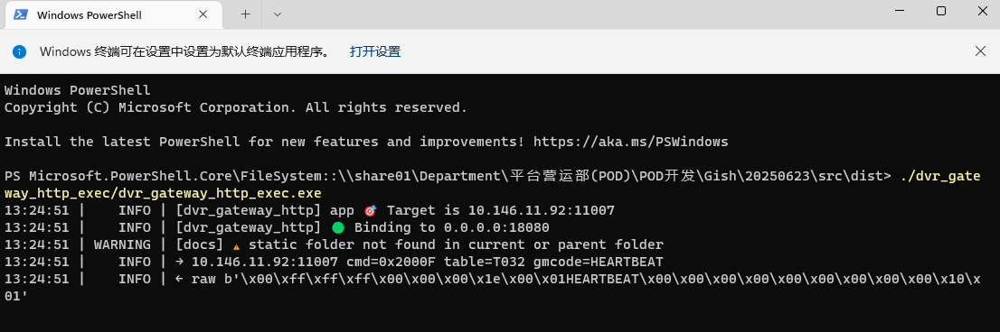 Windows PowerShell
Windows 终端可在设置中设置为默认终端应用程序。 打开设置
Windows PowerShell
Copyright (C) Microsoft Corporation. All rights reserved.
Install the latest PowerShell for new features and improvements! https://aka.ms/PSWindows
PS Microsoft.PowerShell.Core\FileSystem::\\share01\Department\平台营运部(POD)\POD开发\Gish\20250623\src\dist> ./dvr_gate
way_http_exec/dvr_gateway_http_exec.exe
13:24:51 |    INFO | [dvr_gateway_http] app 🎯 Target is 10.146.11.92:11007
13:24:51 |    INFO | [dvr_gateway_http] 🟢 Binding to 0.0.0.0:18080
13:24:51 | WARNING | [docs] ⚠ static folder not found in current or parent folder
13:24:51 |    INFO | → 10.146.11.92:11007 cmd=0x2000F table=T032 gmcode=HEARTBEAT
13:24:51 |    INFO | ← raw b'\x00\xff\xff\xff\x00\x00\x00\x1e\x00\x01HEARTBEAT\x00\x00\x00\x00\x00\x00\x00\x00\x00\x10\x
01'